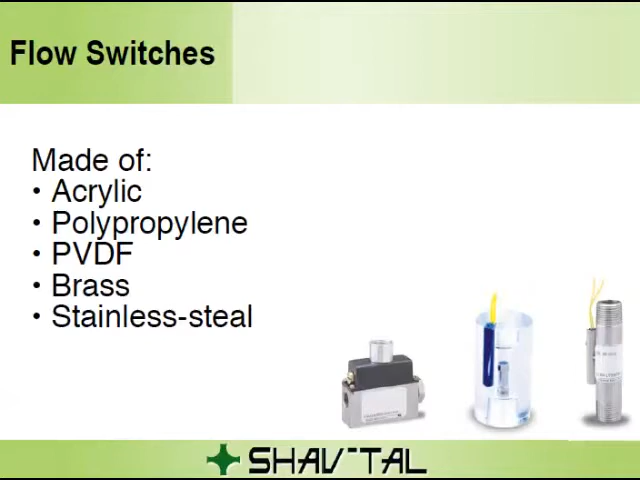 Flow Switches
Made of:
• Acrylic
• Polypropylene
• PVDF
• Brass
• Stainless-steal
SHAV-TAL